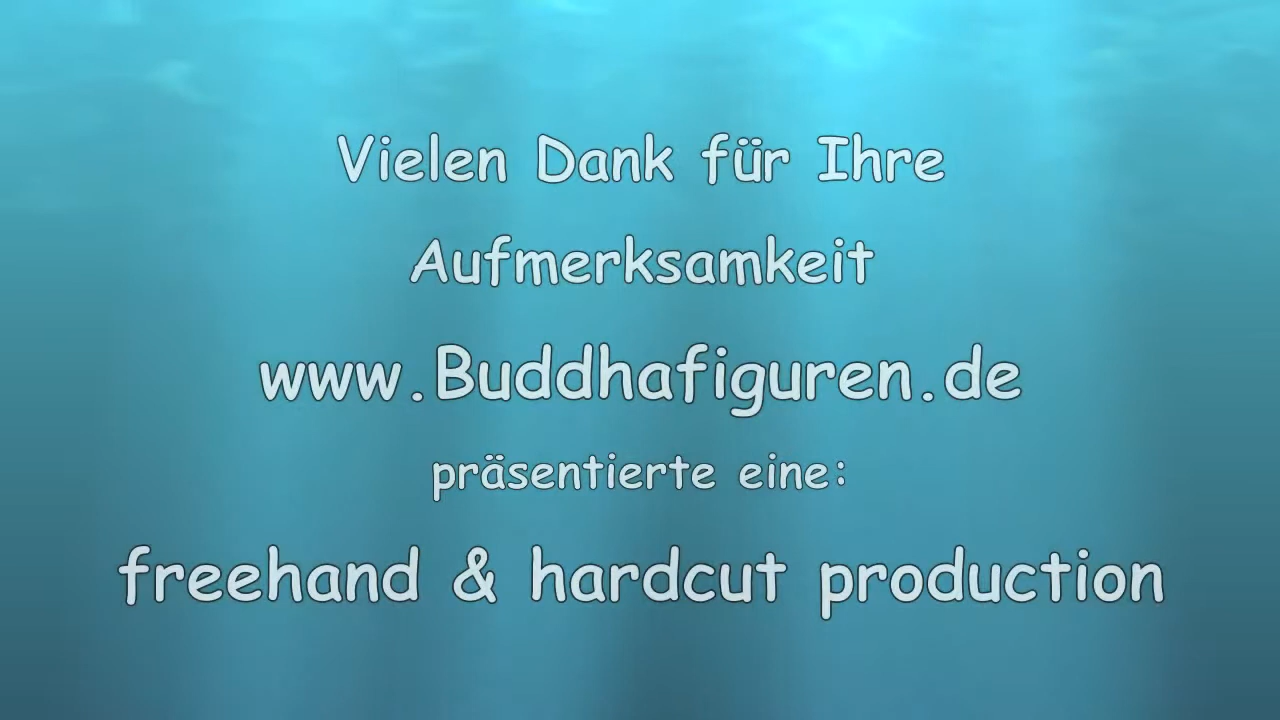 Vielen Dank für Ihre
Aufmerksamkeit
www.Buddhafiguren.de
präsentierte eine:
freehand & hardcut production